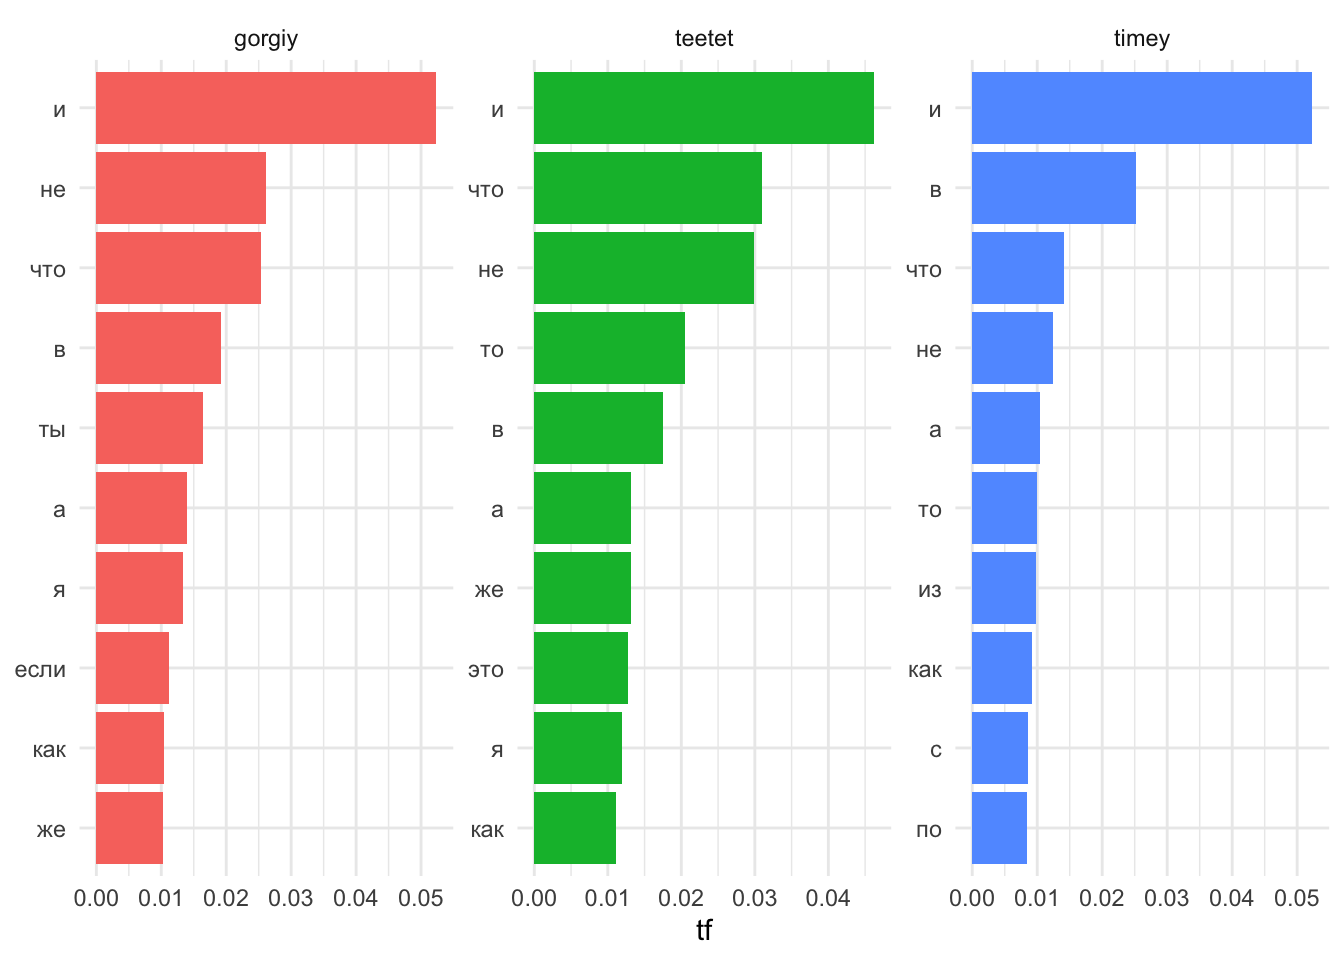 gorgiy
и
не
что
в
ты
а
я
если
как
же
0.00 0.01 0.02 0.03 0.04 0.05
teetet
и
что
не
то
в
а
же
это
я
как
0.00 0.01 0.02 0.03 0.04
timey
и
в
что
не
а
то
из
как
с
по
0.00 0.01 0.02 0.03 0.04 0.05
tf